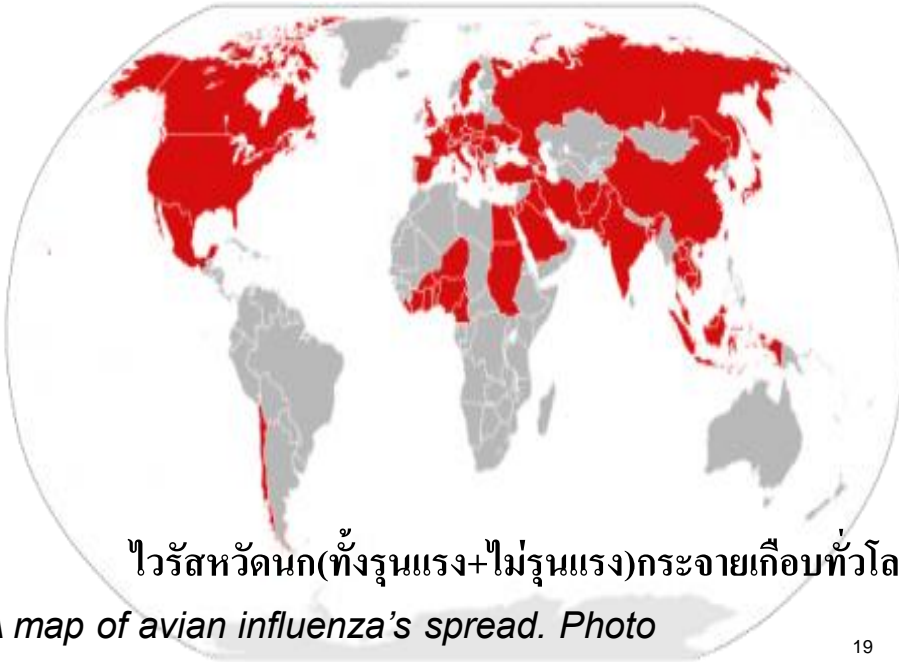 ไวรัสหวัดนก(ทั้งรุนแรง+ไม่รุนแรง)กระจายเกือบทั่วโล
map of avian influenza's spread. Photo
19